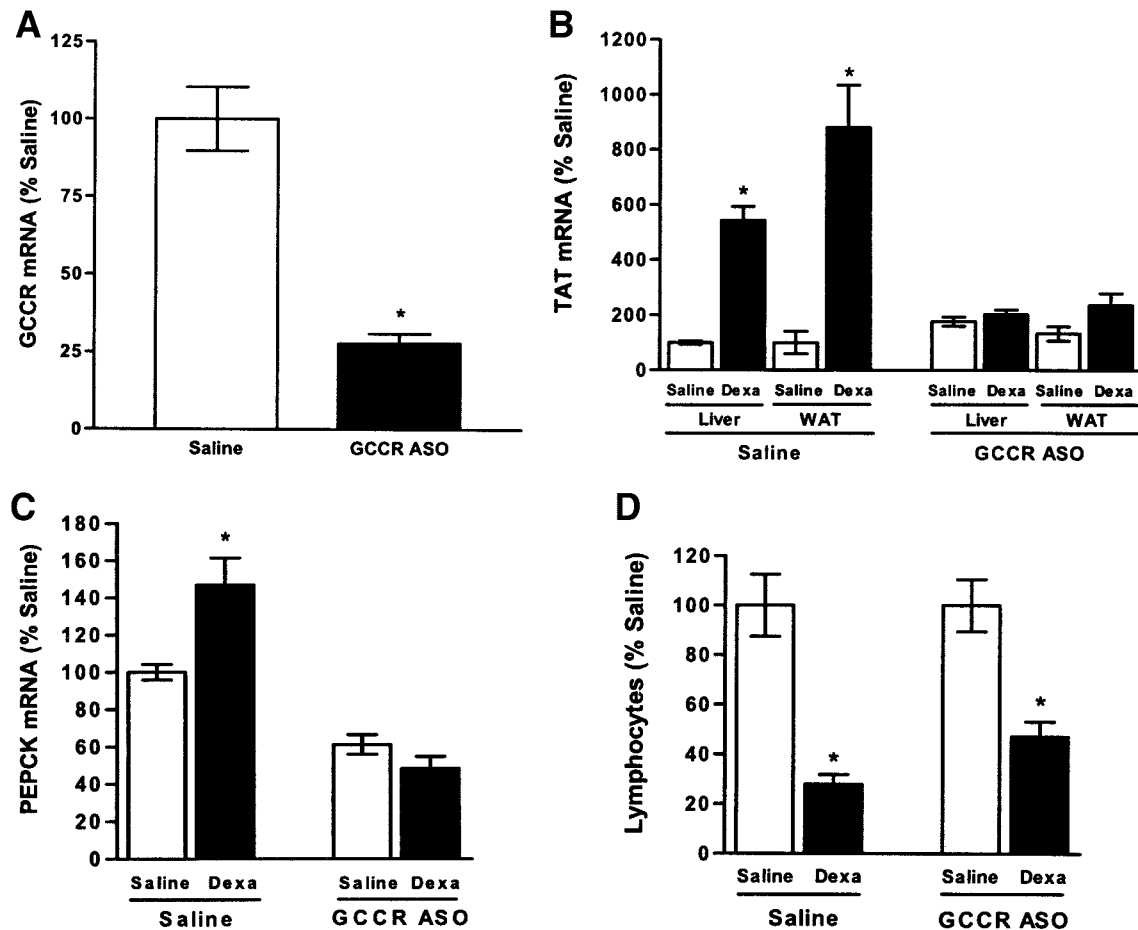 A
GCCR mRNA (% Saline)
125
100
75
50
25
0
*
Saline GCCR ASO
B
TAT mRNA (% Saline)
1200
1000
800
600
400
200
0
* *
Saline Dexa Saline Dexa Saline Dexa Saline Dexa
Liver WAT Liver WAT
Saline GCCR ASO
C
PEPCK mRNA (% Saline)
180
160
140
120
100
80
60
40
20
0
*
Saline Dexa Saline Dexa
Saline GCCR ASO
D
Lymphocytes (% Saline)
120
100
80
60
40
20
0
* *
Saline Dexa Saline Dexa
Saline GCCR ASO